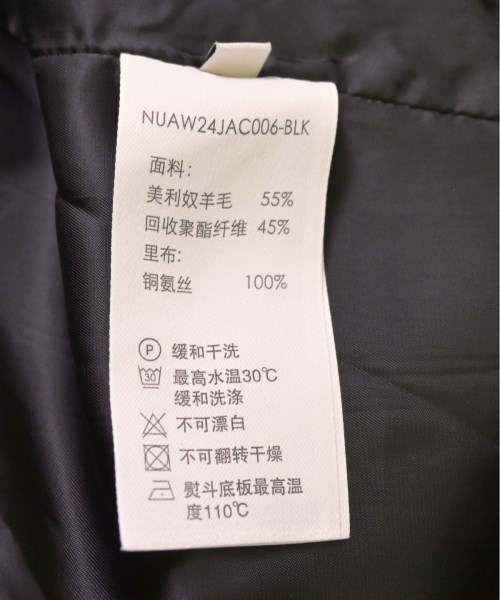 NUAW24JAC006-BLK
面料:
美利奴羊毛 55%
回收聚酯纤维 45%
里布:
铜氨丝 100%
P 缓和干洗
30 最高水温30℃
缓和洗涤
不可漂白
不可翻转干燥
熨斗底板最高温
度110℃